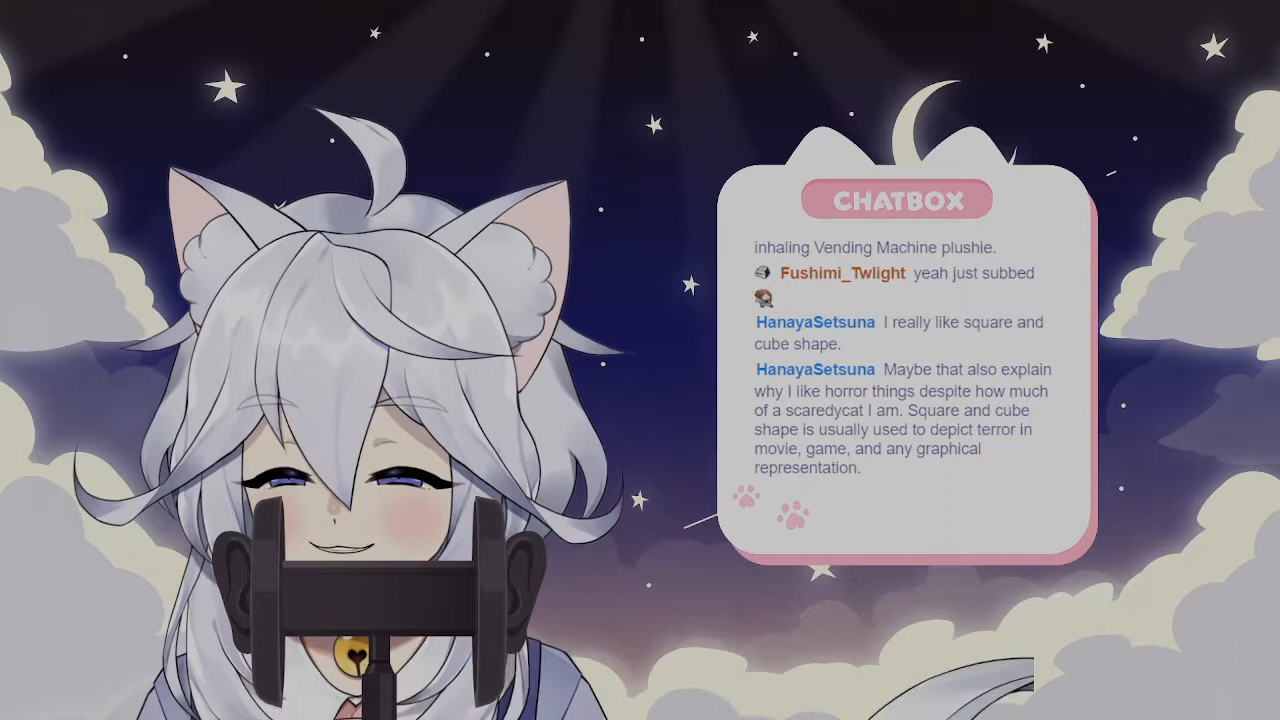 CHATBOX
inhaling Vending Machine plushie.
Fushimi_Twlight yeah just subbed
HanayaSetsuna I really like square and
cube shape.
HanayaSetsuna Maybe that also explain
why I like horror things despite how much
of a scaredycat I am. Square and cube
shape is usually used to depict terror in
movie, game, and any graphical
representation.